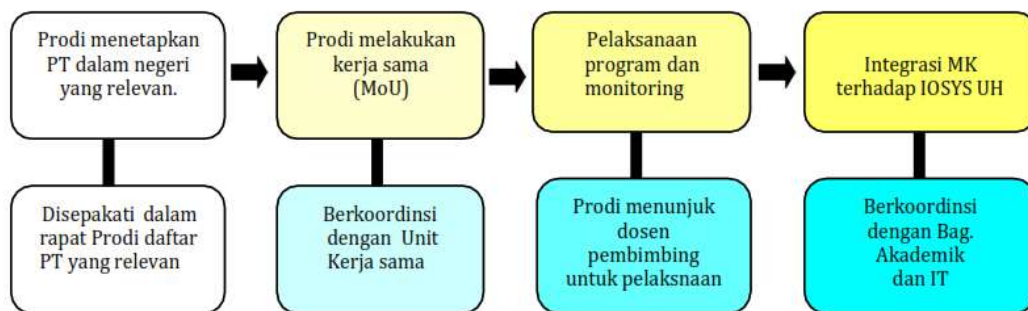 Prodi menetapkan
PT dalam negeri
yang relevan.
Prodi melakukan
kerja sama
(MoU)
Pelaksanaan
program dan
monitoring
Integrasi MK
terhadap IOSYS UH
Disepakati dalam
rapat Prodi daftar
PT yang relevan
Berkoordinsi
dengan Unit
Kerja sama
Prodi menunjuk
dosen
pembimbing
untuk pelaksnaan
Berkoordinsi
dengan Bag.
Akademik
dan IT